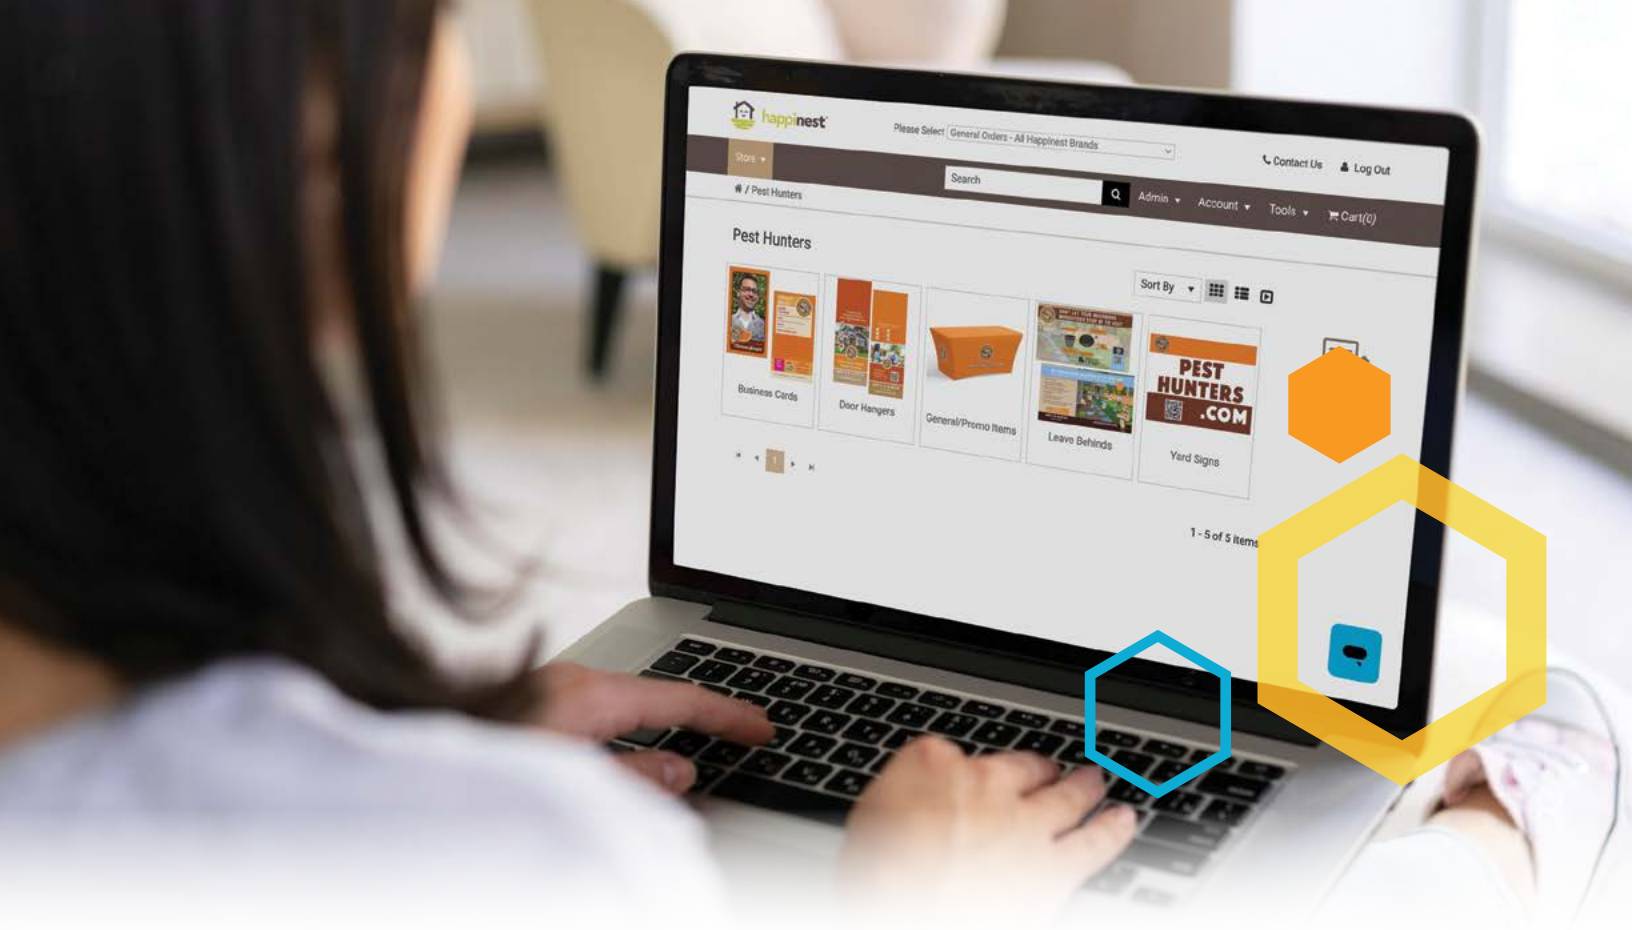 happinest
Please Select General Orders - All Happinest Brands
Contact Us Log Out
Store
Search
Admin Account Tools Cart(0)
/ Pest Hunters
Pest Hunters
Sort By
PEST
HUNTERS
.COM
Business Cards
Door Hangers
General/Promo Items
Leave Behinds
Yard Signs
1
1 - 5 of 5 items